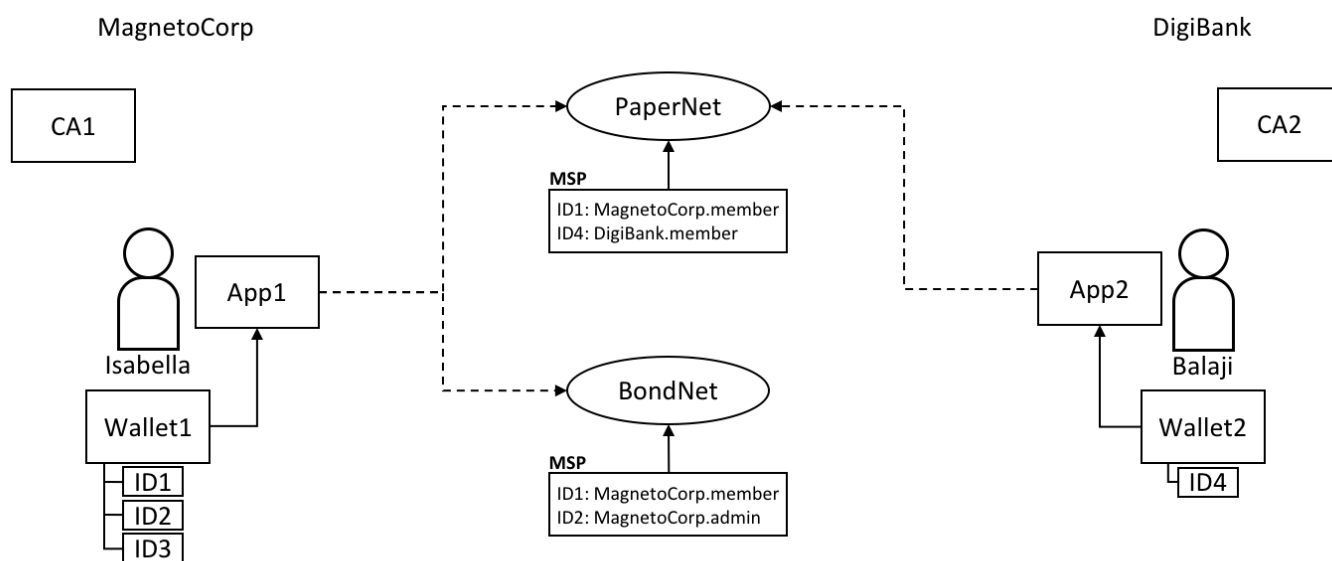 MagnetoCorp
DigiBank
CA1
PaperNet
CA2
MSP
ID1: MagnetoCorp.member
ID4: DigiBank.member
App1
App2
Isabella
Balaji
BondNet
Wallet1
Wallet2
MSP
ID1: MagnetoCorp.member
ID2: MagnetoCorp.admin
ID1
ID2
ID3
ID4